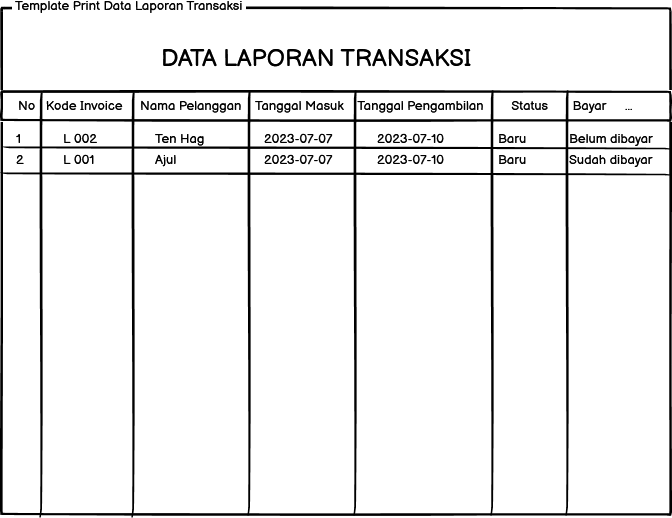 Template Print Data Laporan Transaksi
DATA LAPORAN TRANSAKSI
No Kode Invoice Nama Pelanggan Tanggal Masuk Tanggal Pengambilan Status Bayar ...
1 L 002 Ten Hag 2023-07-07 2023-07-10 Baru Belum dibayar
2 L 001 Ajul 2023-07-07 2023-07-10 Baru Sudah dibayar